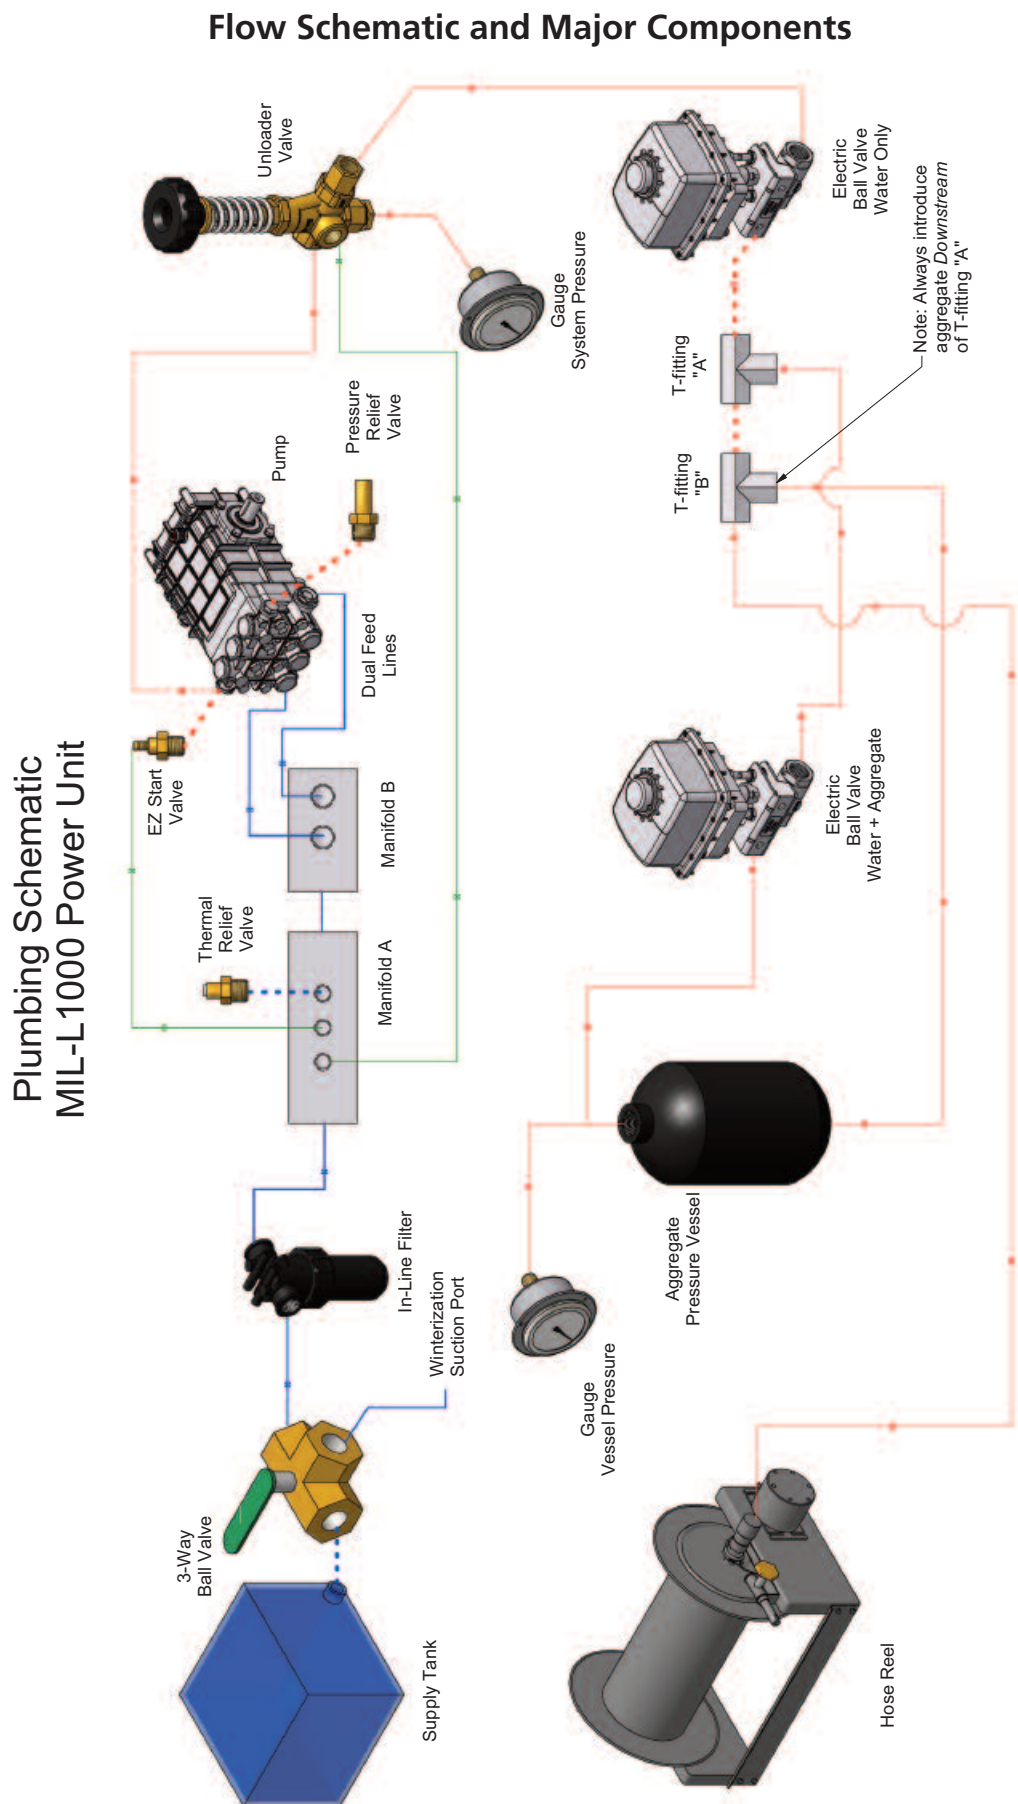 Flow Schematic and Major Components
Plumbing Schematic
MIL-L1000 Power Unit
Supply Tank
3-Way
Ball Valve
Winterization
Suction Port
In-Line Filter
Manifold A
Thermal
Relief
Valve
Manifold B
EZ Start
Valve
Dual Feed
Lines
Pump
Pressure
Relief
Valve
Unloader
Valve
Gauge
System Pressure
Hose Reel
Gauge
Vessel Pressure
Aggregate
Pressure Vessel
Electric
Ball Valve
Water + Aggregate
T-fitting
"B"
T-fitting
"A"
Electric
Ball Valve
Water Only
Note: Always introduce
aggregate Downstream
of T-fitting "A"